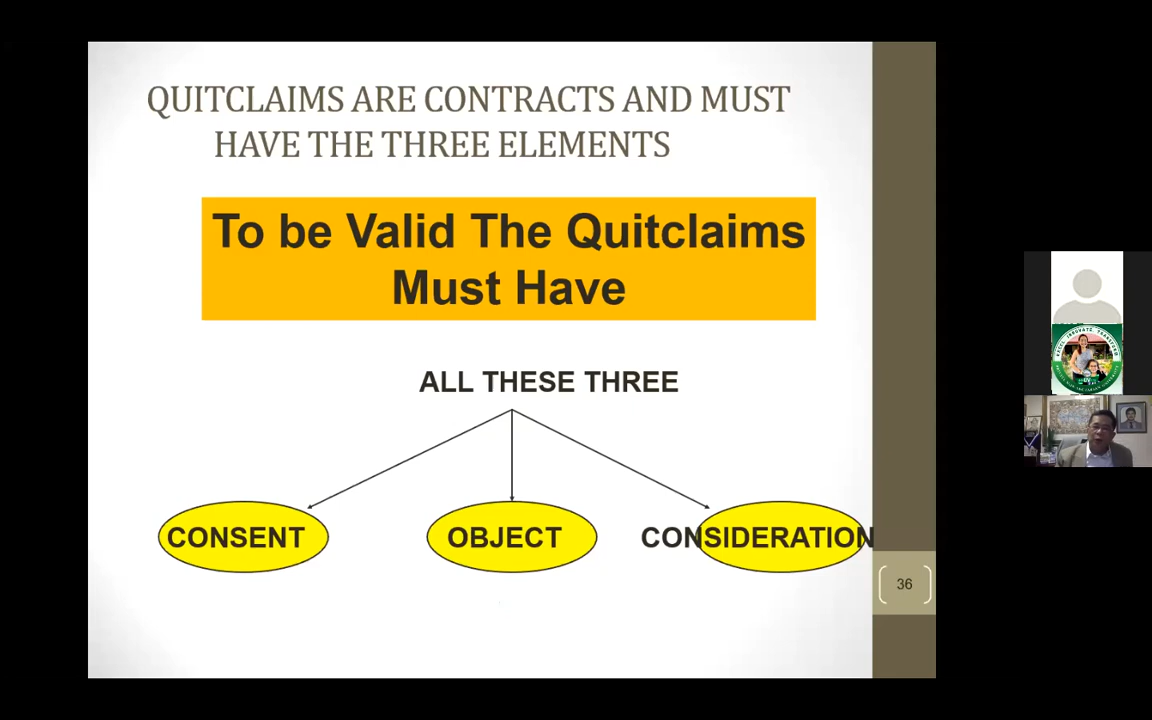 QUITCLAIMS ARE CONTRACTS AND MUST
HAVE THE THREE ELEMENTS
To be Valid The Quitclaims
Must Have
ALL THESE THREE
CONSENT
OBJECT
CONSIDERATION
36